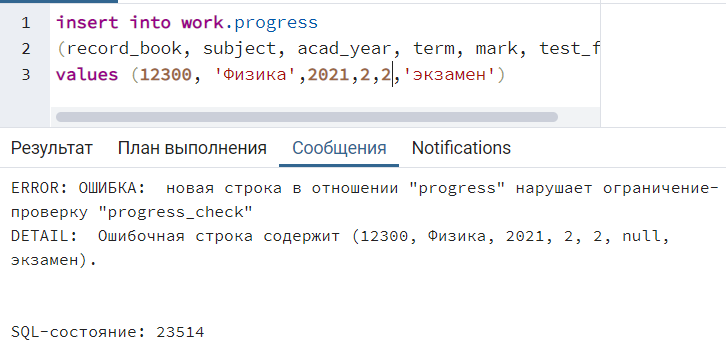 1 insert into work.progress
2 (record_book, subject, acad_year, term, mark, test_f
3 values (12300, 'Физика',2021,2,2,'экзамен')
Результат План выполнения Сообщения Notifications
ERROR: ОШИБКА:  новая строка в отношении "progress" нарушает ограничение-
проверку "progress_check"
DETAIL:  Ошибочная строка содержит (12300, Физика, 2021, 2, 2, null,
экзамен).
SQL-состояние: 23514